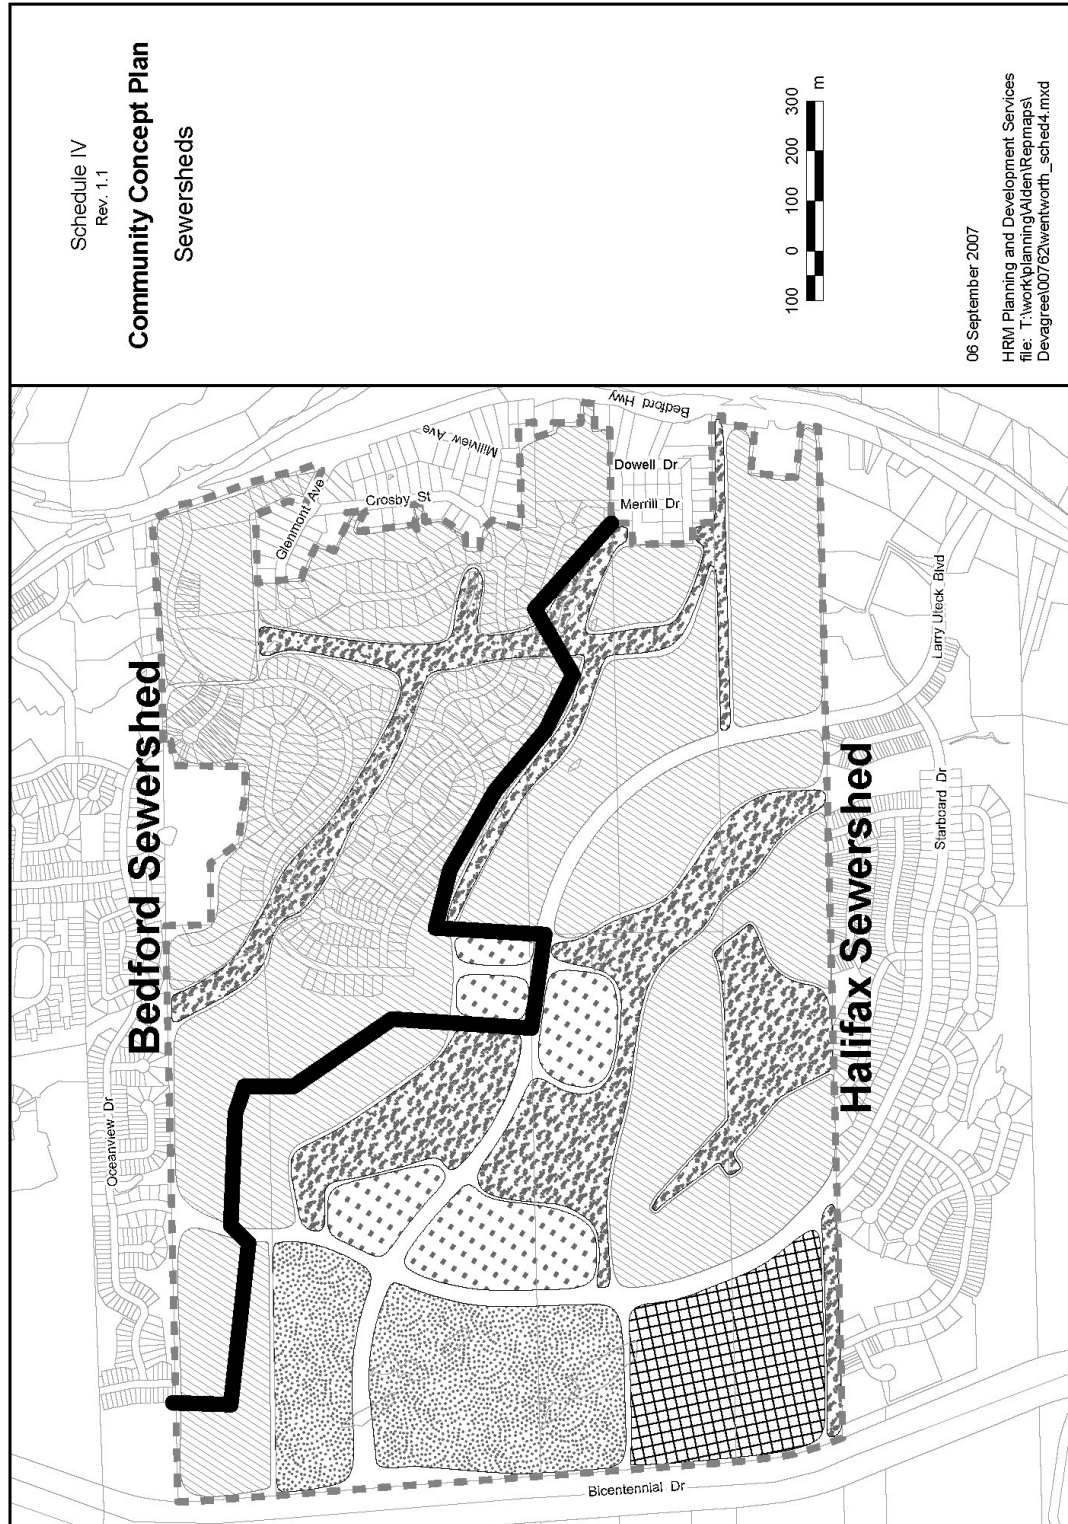 Schedule IV
Rev. 1.1
Community Concept Plan
Sewersheds
100 0 100 200 300
m
06 September 2007
HRM Planning and Development Services
file: T:\work\planning\Alden\Repmaps\
Devagree\00762\wentworth_sched4.mxd
Bedford Sewershed
Halifax Sewershed
Oceanview Dr
Glenmont Ave
Crosby St
Millview Ave
Bedford Hwy
Dowell Dr
Merrill Dr
Larry Uteck Blvd
Starboard Dr
Bicentennial Dr